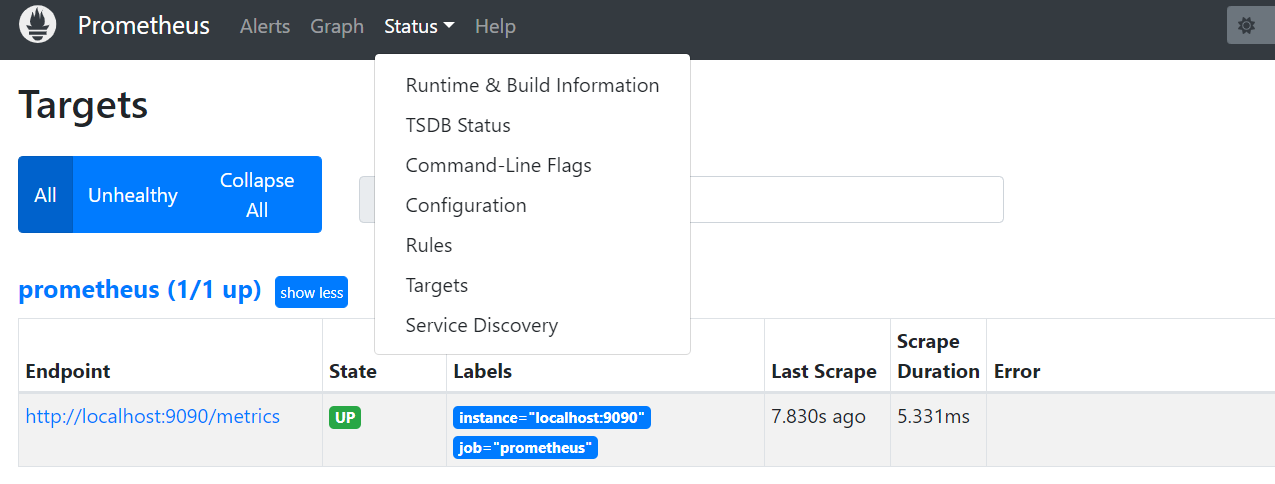 Prometheus Alerts Graph Status Help
Runtime & Build Information
TSDB Status
Command-Line Flags
Configuration
Rules
Targets
Service Discovery
Targets
All
Unhealthy
Collapse
All
prometheus (1/1 up) show less
Endpoint State Labels Last Scrape Scrape
Duration Error
http://localhost:9090/metrics UP instance="localhost:9090" 7.830s ago 5.331ms
job="prometheus"